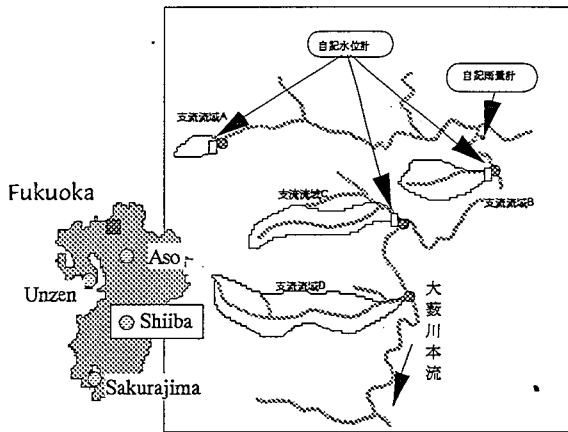 自記水位計
自記雨量計
支流流域A
支流流域B
支流流域C
支流流域D
大藪川本流
Fukuoka
Aso
Unzen
Shiiba
Sakurajima